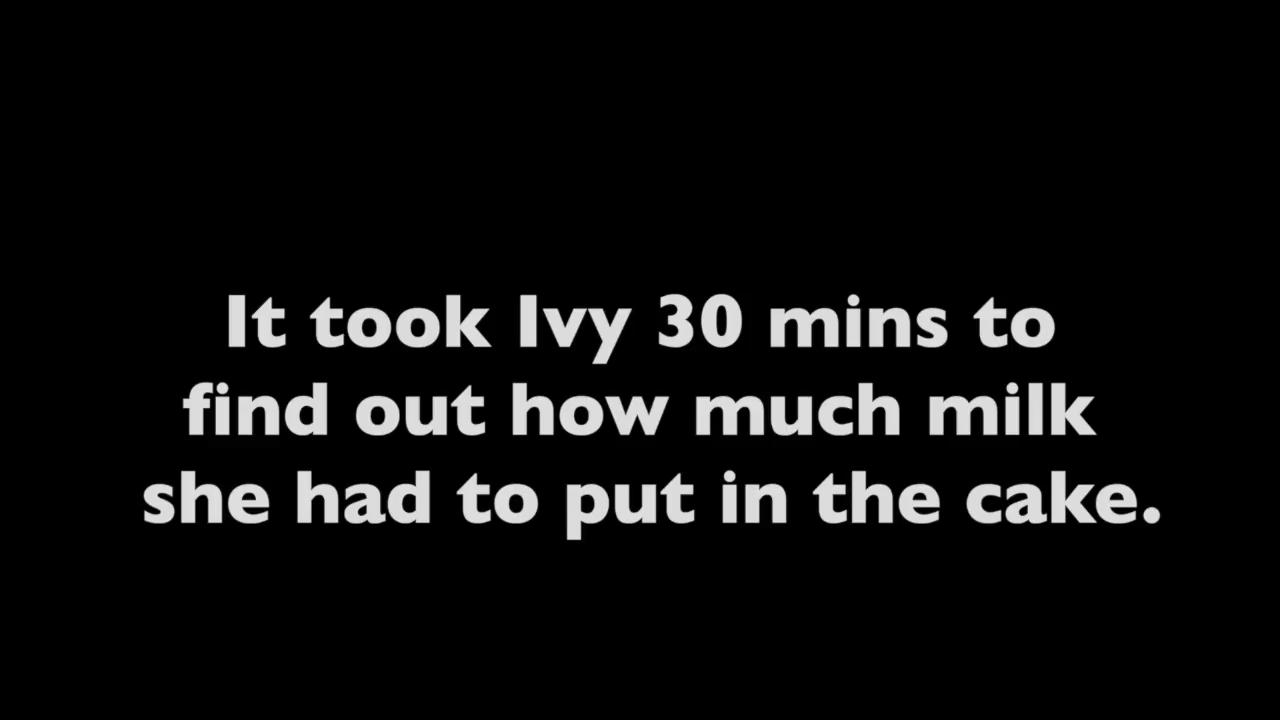 It took Ivy 30 mins to
find out how much milk
she had to put in the cake.